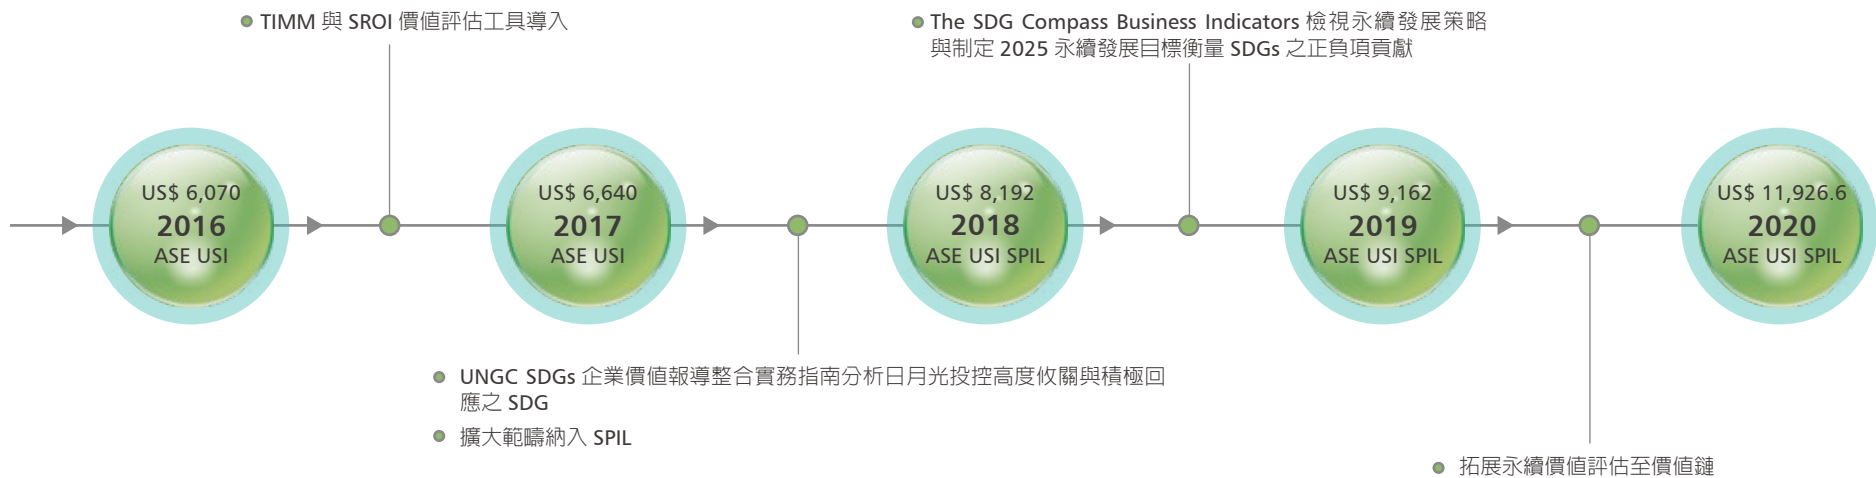 TIMM 與 SROI 價值評估工具導入
The SDG Compass Business Indicators 檢視永續發展策略
與制定 2025 永續發展目標衡量 SDGs 之正負項貢獻
US$ 6,070
2016
ASE USI
US$ 6,640
2017
ASE USI
US$ 8,192
2018
ASE USI SPIL
US$ 9,162
2019
ASE USI SPIL
US$ 11,926.6
2020
ASE USI SPIL
UNGC SDGs 企業價值報導整合實務指南分析日月光投控高度攸關與積極回
應之 SDG
擴大範疇納入 SPIL
拓展永續價值評估至價值鏈